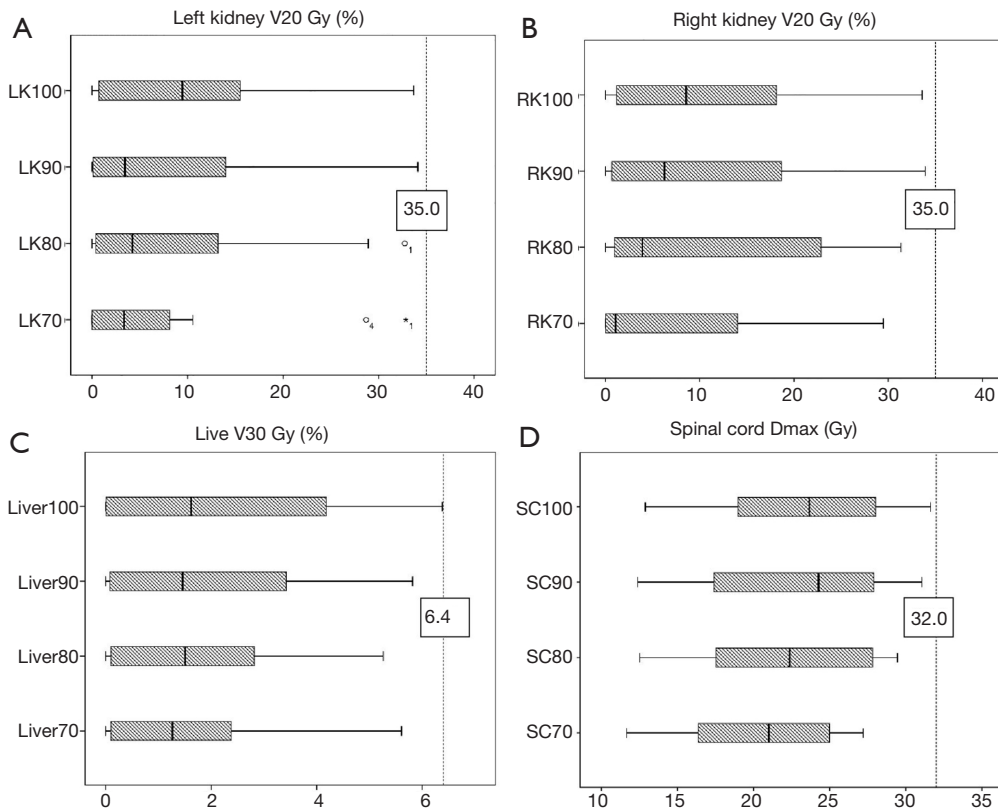 A
Left kidney V20 Gy (%)
LK100
LK90
LK80
LK70
35.0
1
4
*1
0 10 20 30 40
B
Right kidney V20 Gy (%)
RK100
RK90
RK80
RK70
35.0
0 10 20 30 40
C
Live V30 Gy (%)
Liver100
Liver90
Liver80
Liver70
6.4
0 2 4 6
D
Spinal cord Dmax (Gy)
SC100
SC90
SC80
SC70
32.0
10 15 20 25 30 35